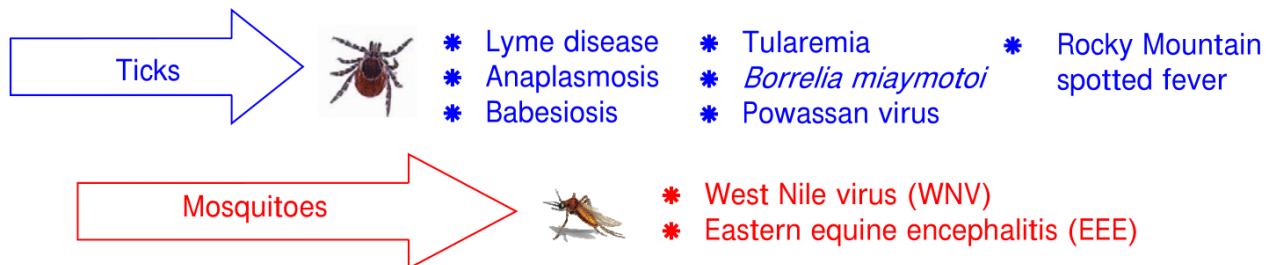 Ticks
* Lyme disease
* Anaplasmosis
* Babesiosis
* Tularemia
* Borrelia miaymotoi
* Powassan virus
* Rocky Mountain
spotted fever
Mosquitoes
* West Nile virus (WNV)
* Eastern equine encephalitis (EEE)